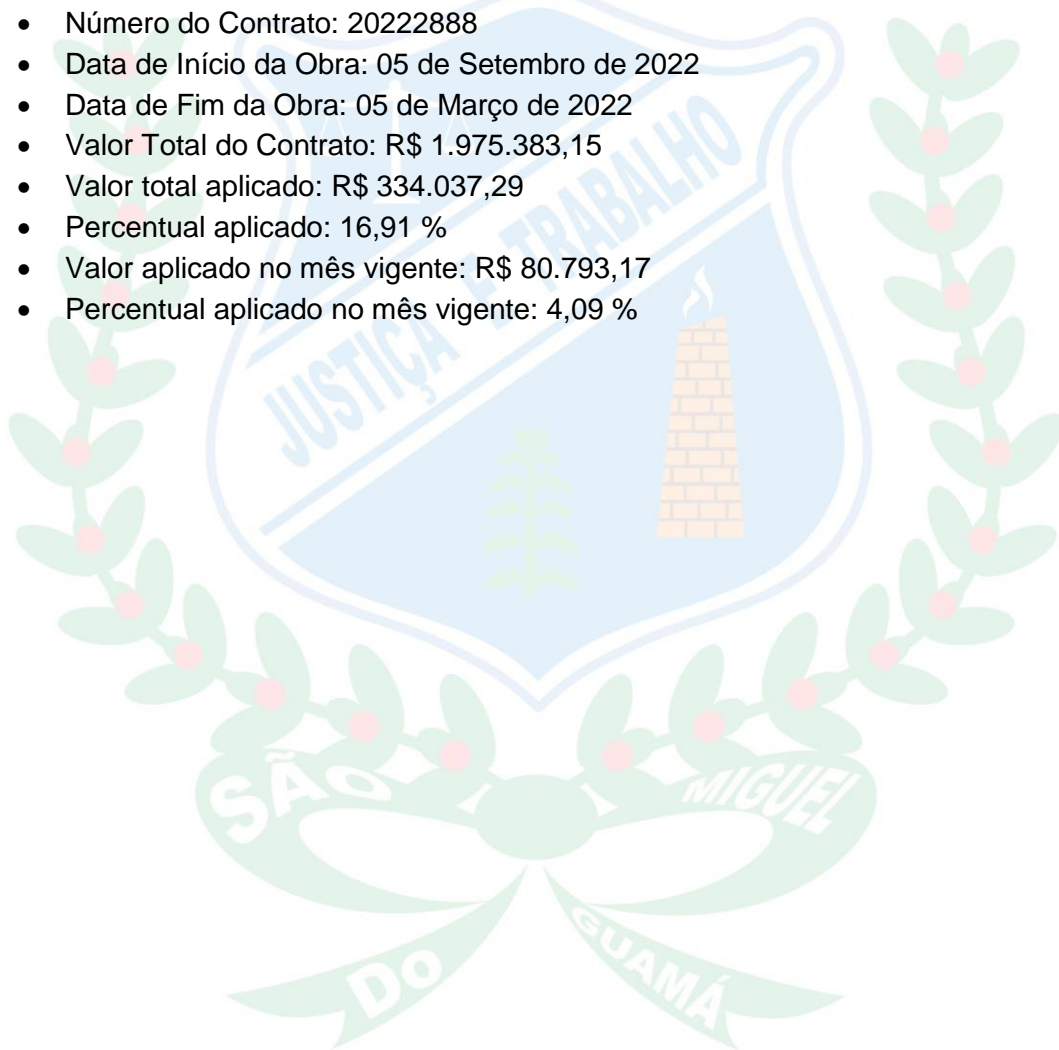 • Número do Contrato: 20222888
• Data de Início da Obra: 05 de Setembro de 2022
• Data de Fim da Obra: 05 de Março de 2022
• Valor Total do Contrato: R$ 1.975.383,15
• Valor total aplicado: R$ 334.037,29
• Percentual aplicado: 16,91 %
• Valor aplicado no mês vigente: R$ 80.793,17
• Percentual aplicado no mês vigente: 4,09 %
JUSTIÇA E TRABALHO
SÃO MIGUEL
DO GUAMÁ